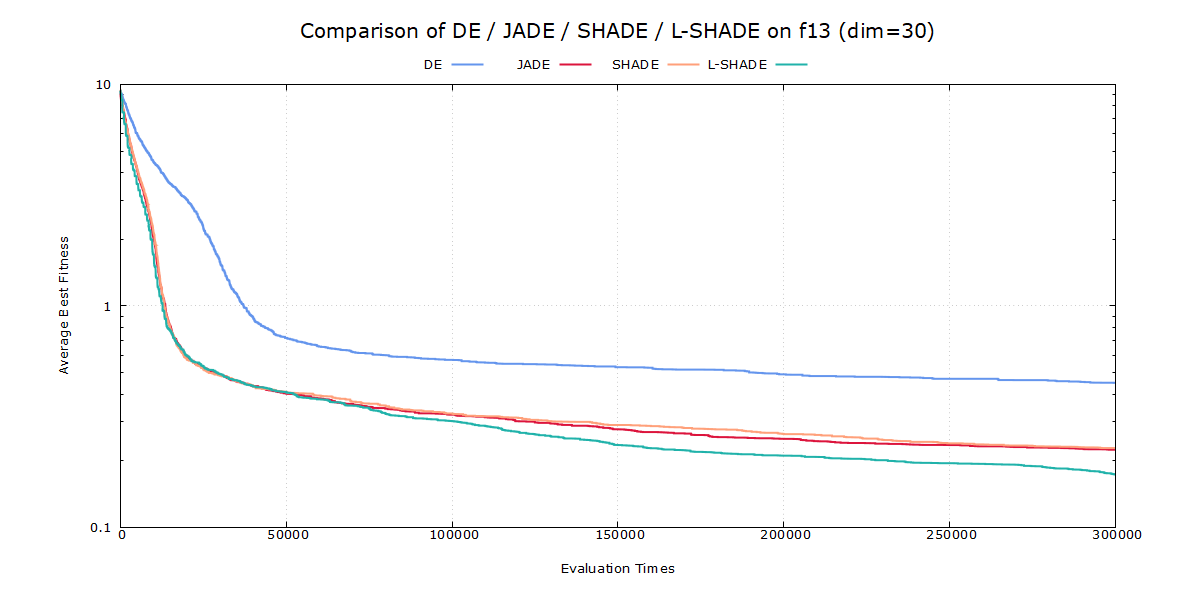 Comparison of DE / JADE / SHADE / L-SHADE on f13 (dim=30)
DE JADE SHADE L-SHADE
10
1
0.1
Average Best Fitness
0 50000 100000 150000 200000 250000 300000
Evaluation Times